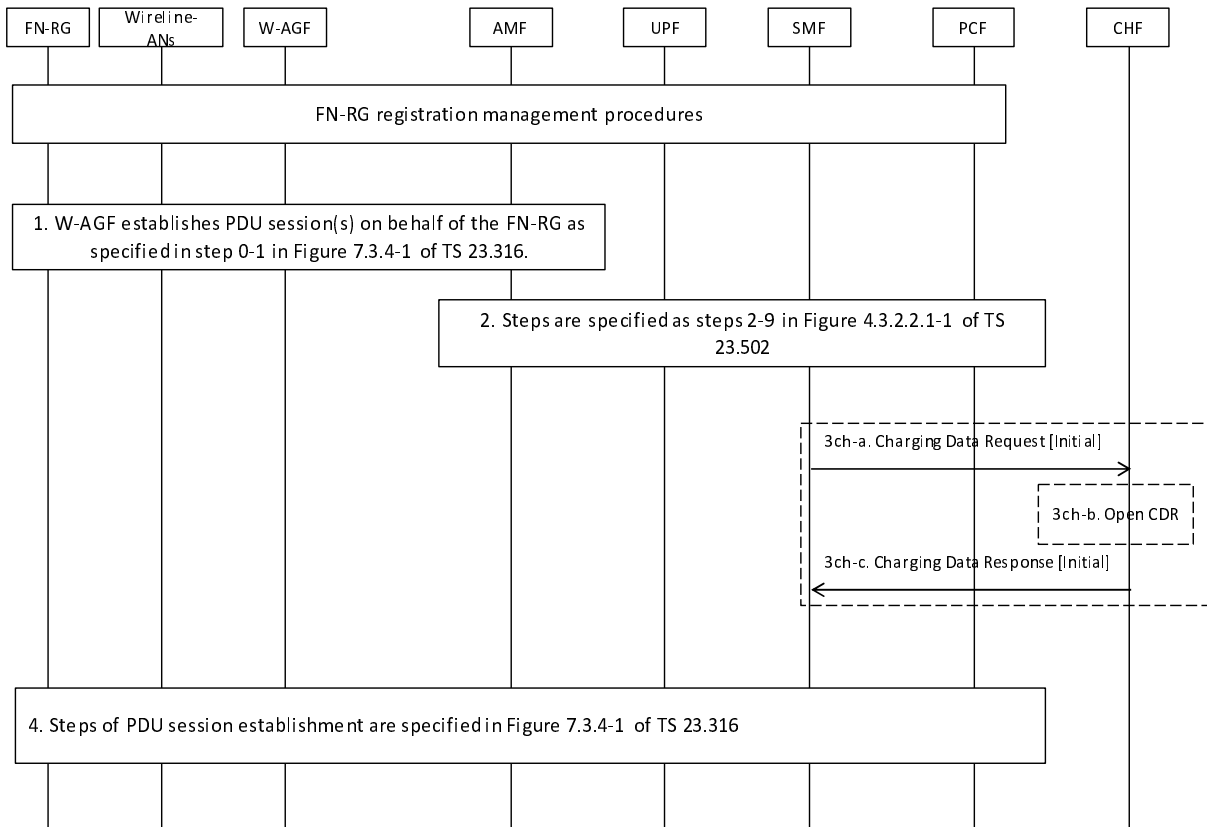 FN-RG
Wireline-
ANs
W-AGF
AMF
UPF
SMF
PCF
CHF
FN-RG registration management procedures
1. W-AGF establishes PDU session(s) on behalf of the FN-RG as
specified in step 0-1 in Figure 7.3.4-1 of TS 23.316.
2. Steps are specified as steps 2-9 in Figure 4.3.2.2.1-1 of TS
23.502
3ch-a. Charging Data Request [Initial]
3ch-b. Open CDR
3ch-c. Charging Data Response [Initial]
4. Steps of PDU session establishment are specified in Figure 7.3.4-1 of TS 23.316